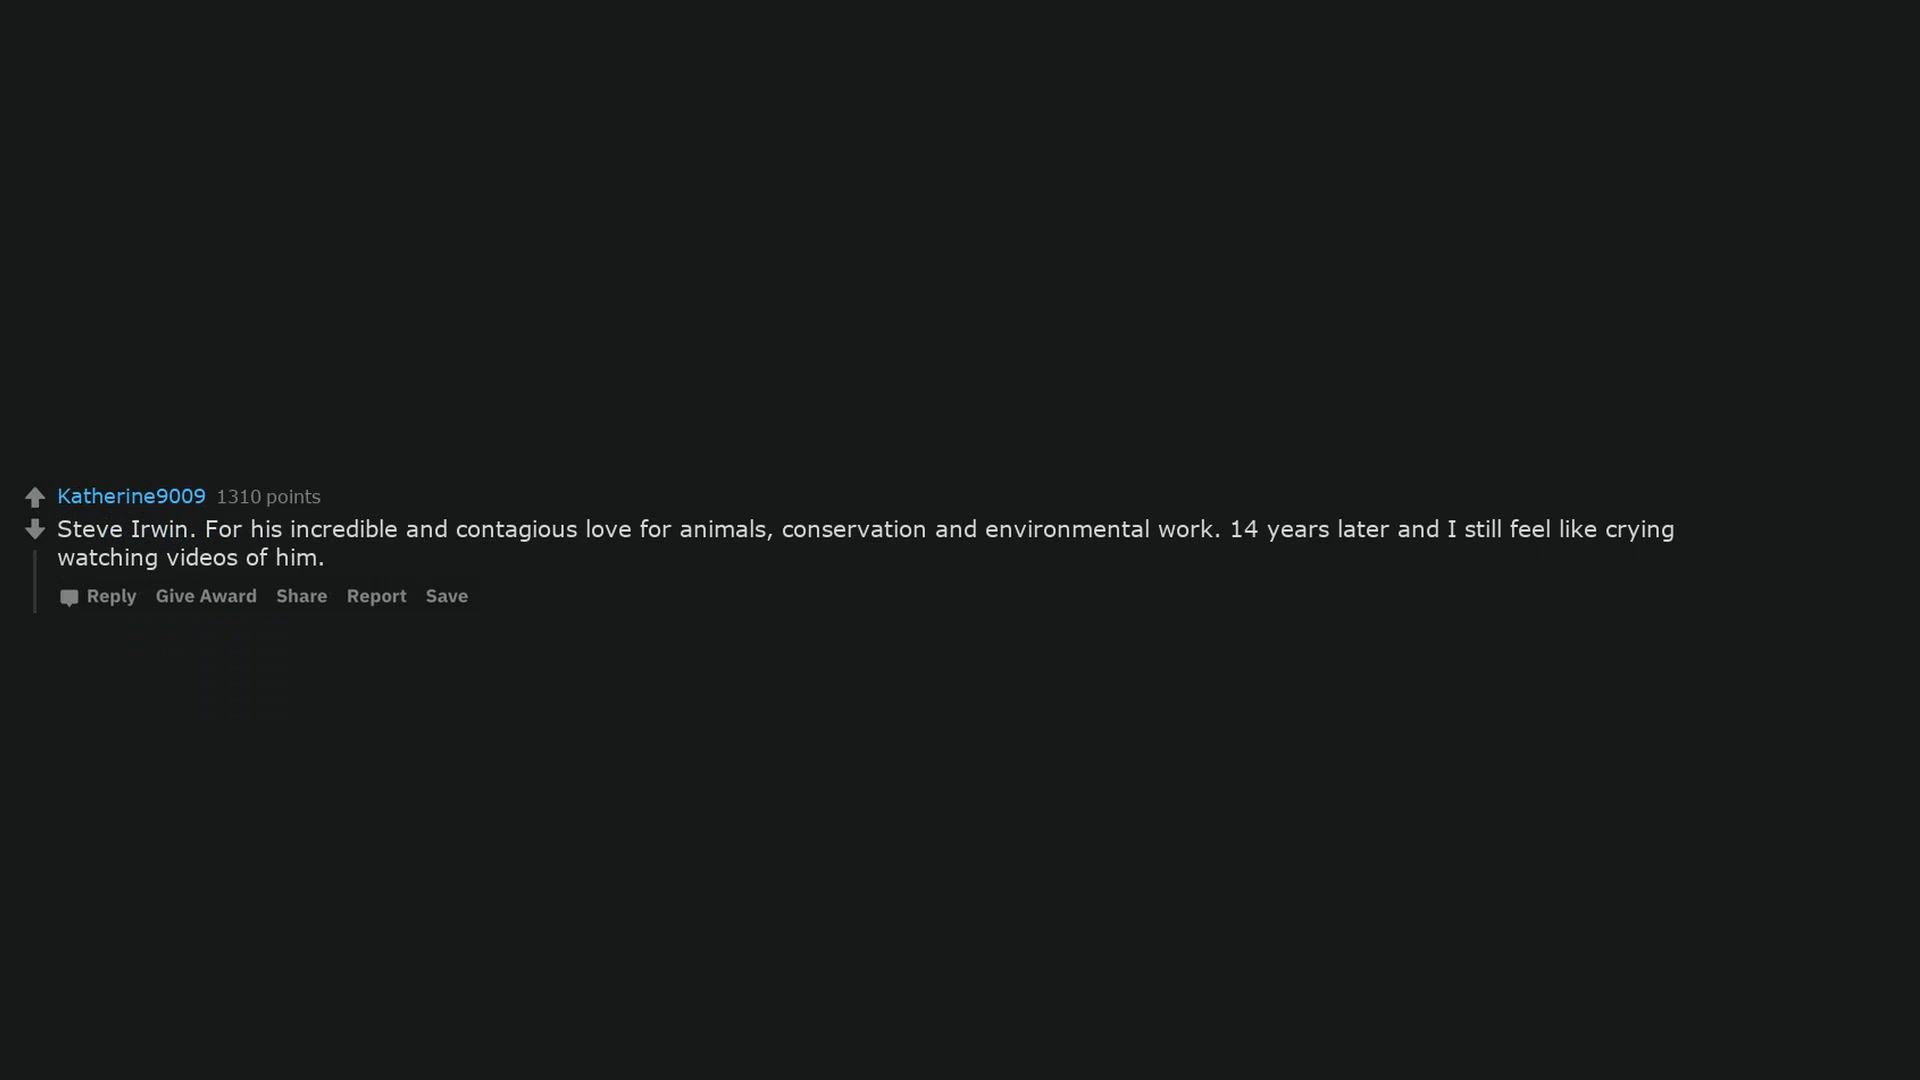 Katherine9009 1310 points
Steve Irwin. For his incredible and contagious love for animals, conservation and environmental work. 14 years later and I still feel like crying
watching videos of him.
Reply Give Award Share Report Save